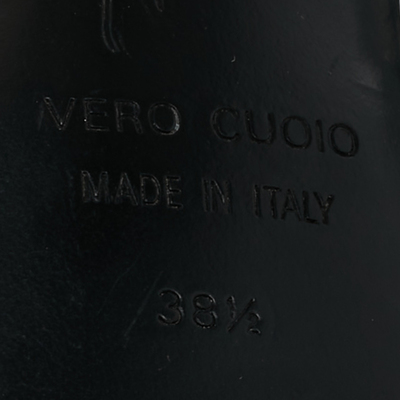 VERO CUOIO
MADE IN ITALY
38½